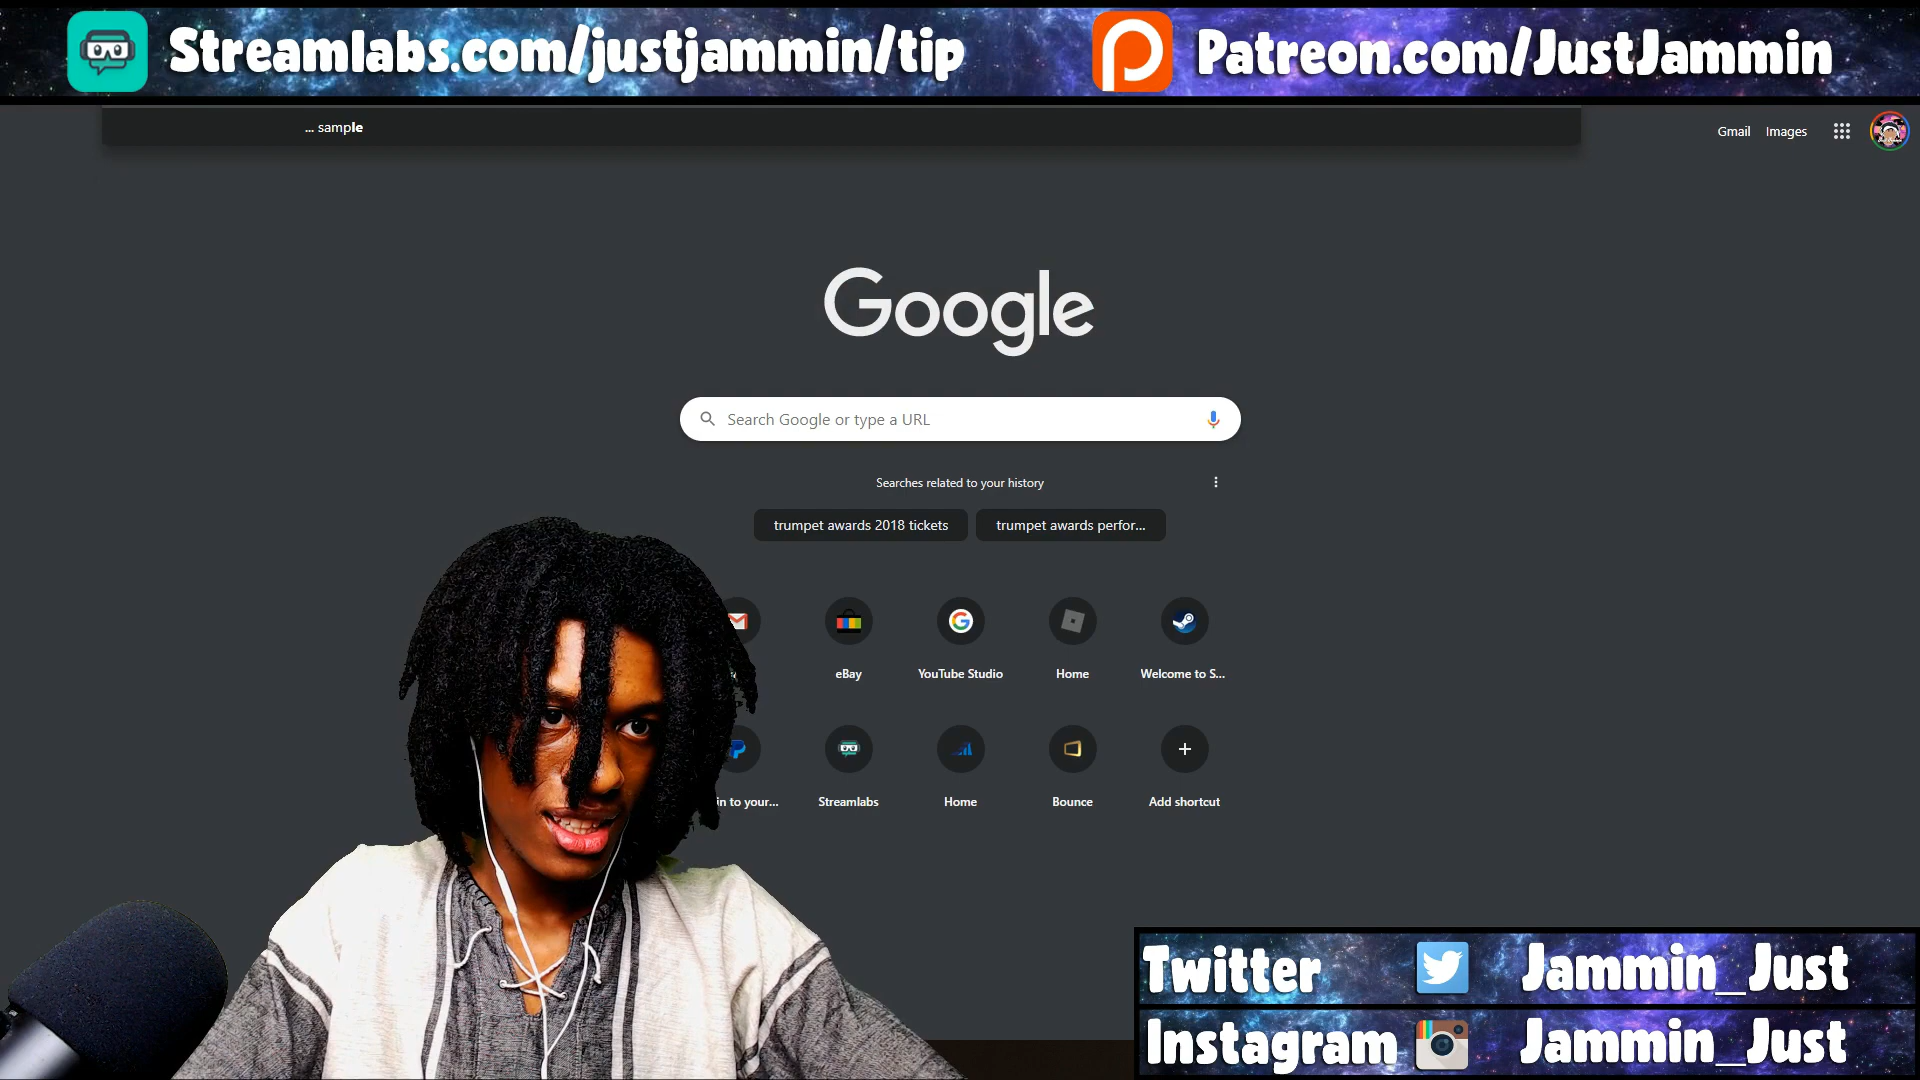 Streamlabs.com/justjammin/tip
Patreon.com/JustJammin
... sample
Gmail Images
Google
Search Google or type a URL
Searches related to your history
trumpet awards 2018 tickets
trumpet awards perfor...
eBay
YouTube Studio
Home
Welcome to S...
in to your...
Streamlabs
Home
Bounce
Add shortcut
Twitter Jammin_Just
Instagram Jammin_Just